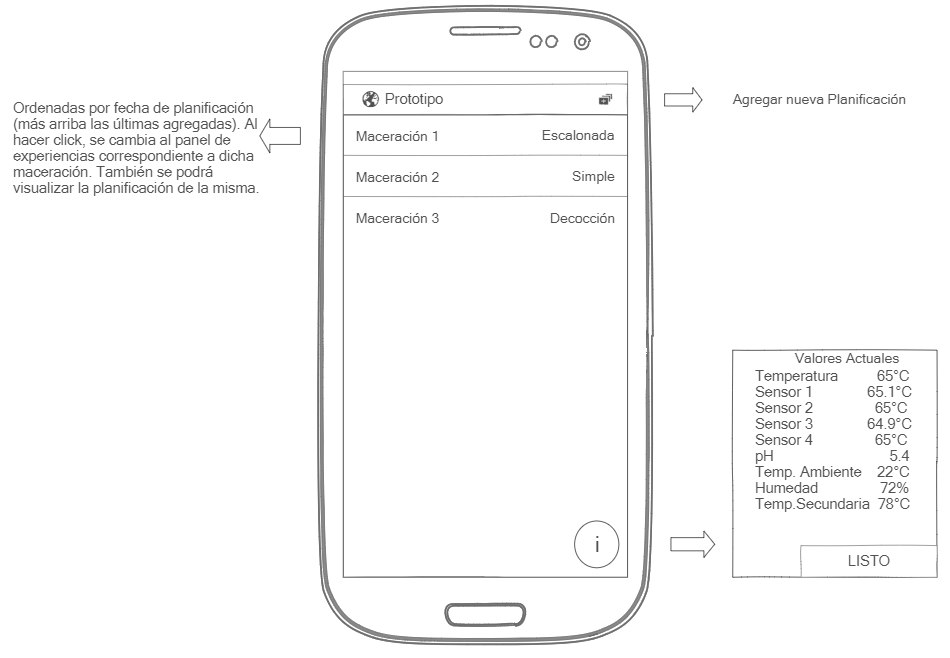 Ordenadas por fecha de planificación
(más arriba las últimas agregadas). Al
hacer click, se cambia al panel de
experiencias correspondiente a dicha
maceración. También se podrá
visualizar la planificación de la misma.
Prototipo
Maceración 1 Escalonada
Maceración 2 Simple
Maceración 3 Decocción
i
Agregar nueva Planificación
Valores Actuales
Temperatura 65°C
Sensor 1 65.1°C
Sensor 2 65°C
Sensor 3 64.9°C
Sensor 4 65°C
pH 5.4
Temp. Ambiente 22°C
Humedad 72%
Temp.Secundaria 78°C
LISTO